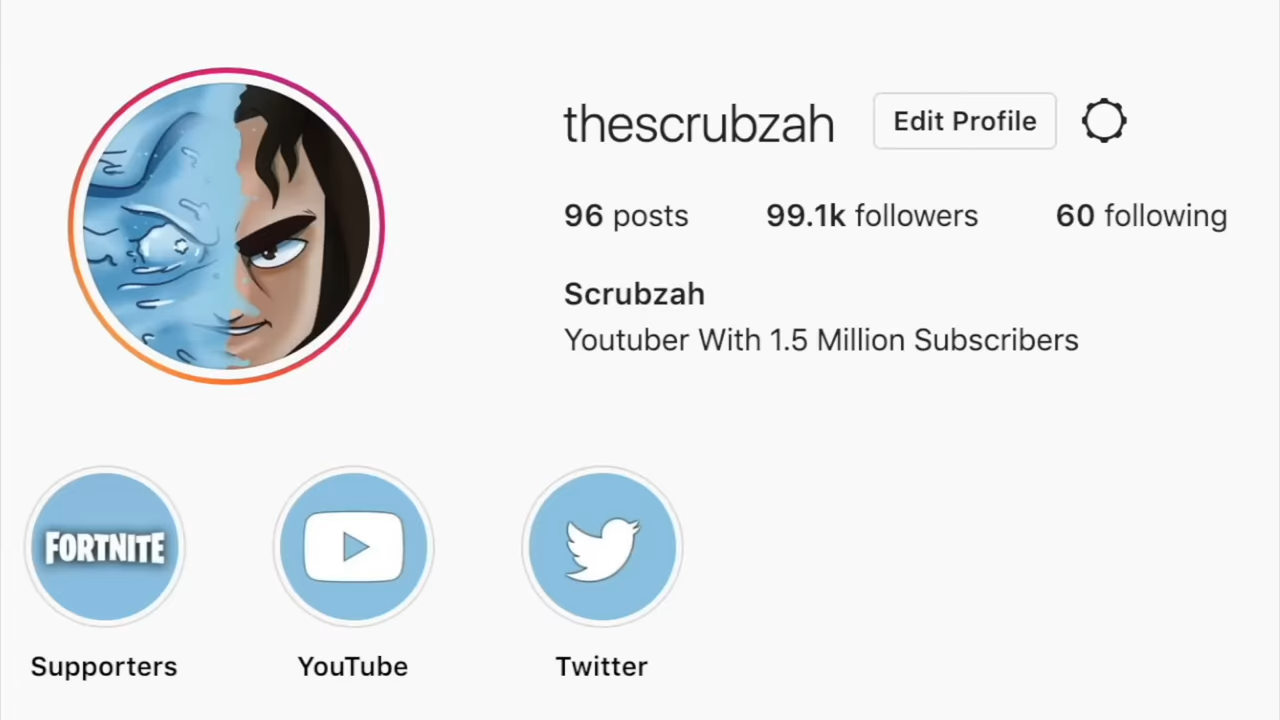 thescrubzah Edit Profile
96 posts 99.1k followers 60 following
Scrubzah
Youtuber With 1.5 Million Subscribers
FORTNITE
Supporters YouTube Twitter